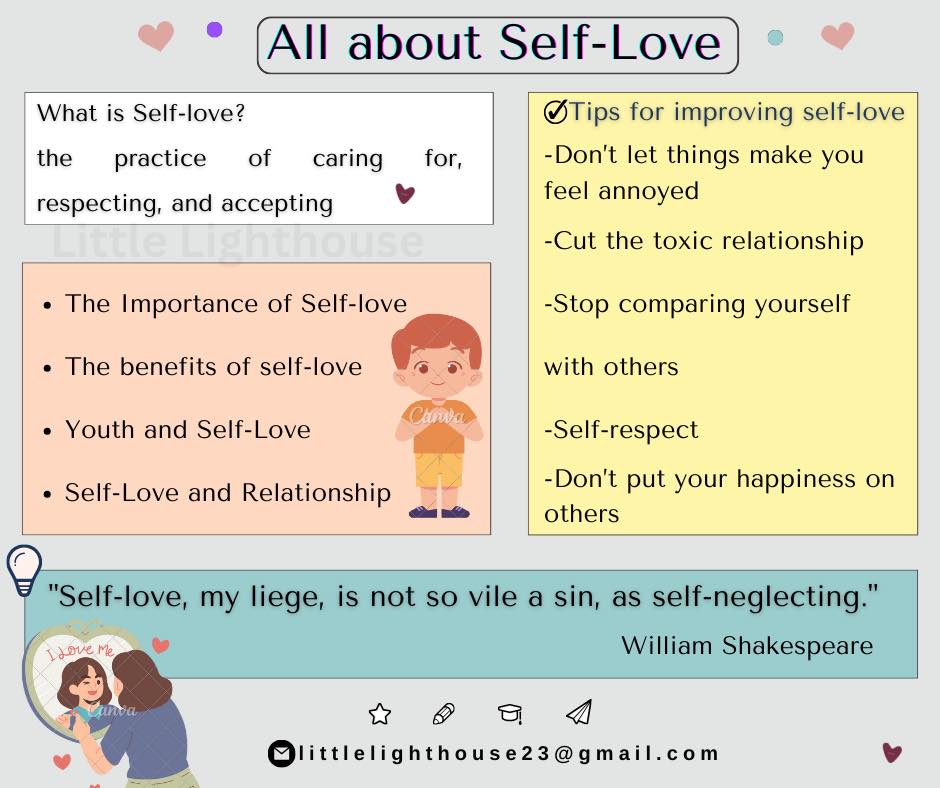 All about Self-Love
What is Self-love?
the practice of caring for,
respecting, and accepting
Little Lighthouse
• The Importance of Self-love
• The benefits of self-love
• Youth and Self-Love
• Self-Love and Relationship
Canva
Tips for improving self-love
-Don't let things make you
feel annoyed
-Cut the toxic relationship
-Stop comparing yourself
with others
-Self-respect
-Don't put your happiness on
others
"Self-love, my liege, is not so vile a sin, as self-neglecting."
William Shakespeare
I Love Me
Canva
littlelighthouse23@gmail.com